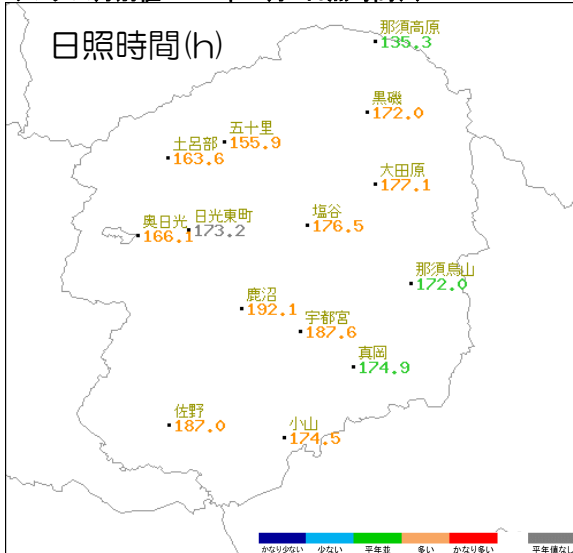 日照時間(h)
那須高原
135.3
黒磯
172.0
五十里
155.9
土呂部
163.6
大田原
177.1
塩谷
176.5
日光東町
173.2
奥日光
166.1
那須烏山
172.0
鹿沼
192.1
宇都宮
187.6
真岡
174.9
佐野
187.0
小山
174.5
かなり少ない 少ない 平年並 多い かなり多い 平年値なし